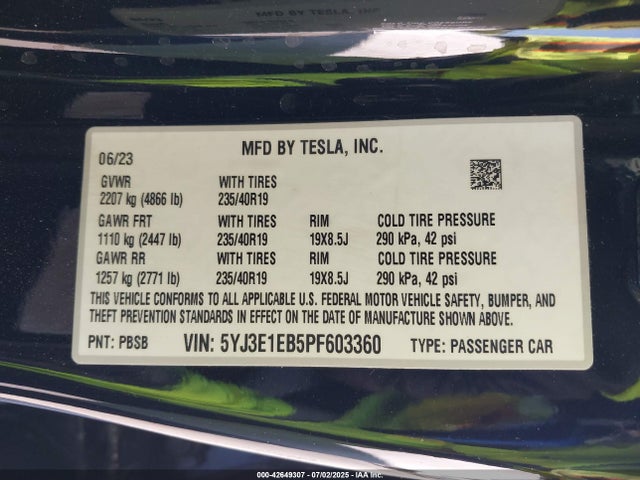 MFD BY TESLA, INC.
06/23
GVWR WITH TIRES
2207 kg (4866 lb) 235/40R19
GAWR FRT WITH TIRES RIM COLD TIRE PRESSURE
1110 kg (2447 lb) 235/40R19 19X8.5J 290 kPa, 42 psi
GAWR RR WITH TIRES RIM COLD TIRE PRESSURE
1257 kg (2771 lb) 235/40R19 19X8.5J 290 kPa, 42 psi
THIS VEHICLE CONFORMS TO ALL APPLICABLE U.S. FEDERAL MOTOR VEHICLE SAFETY, BUMPER, AND
THEFT PREVENTION STANDARDS IN EFFECT ON THE DATE OF MANUFACTURE SHOWN ABOVE.
PNT: PBSB VIN: 5YJ3E1EB5PF603360 TYPE: PASSENGER CAR
000-42649307 - 07/02/2025 - IAA Inc.